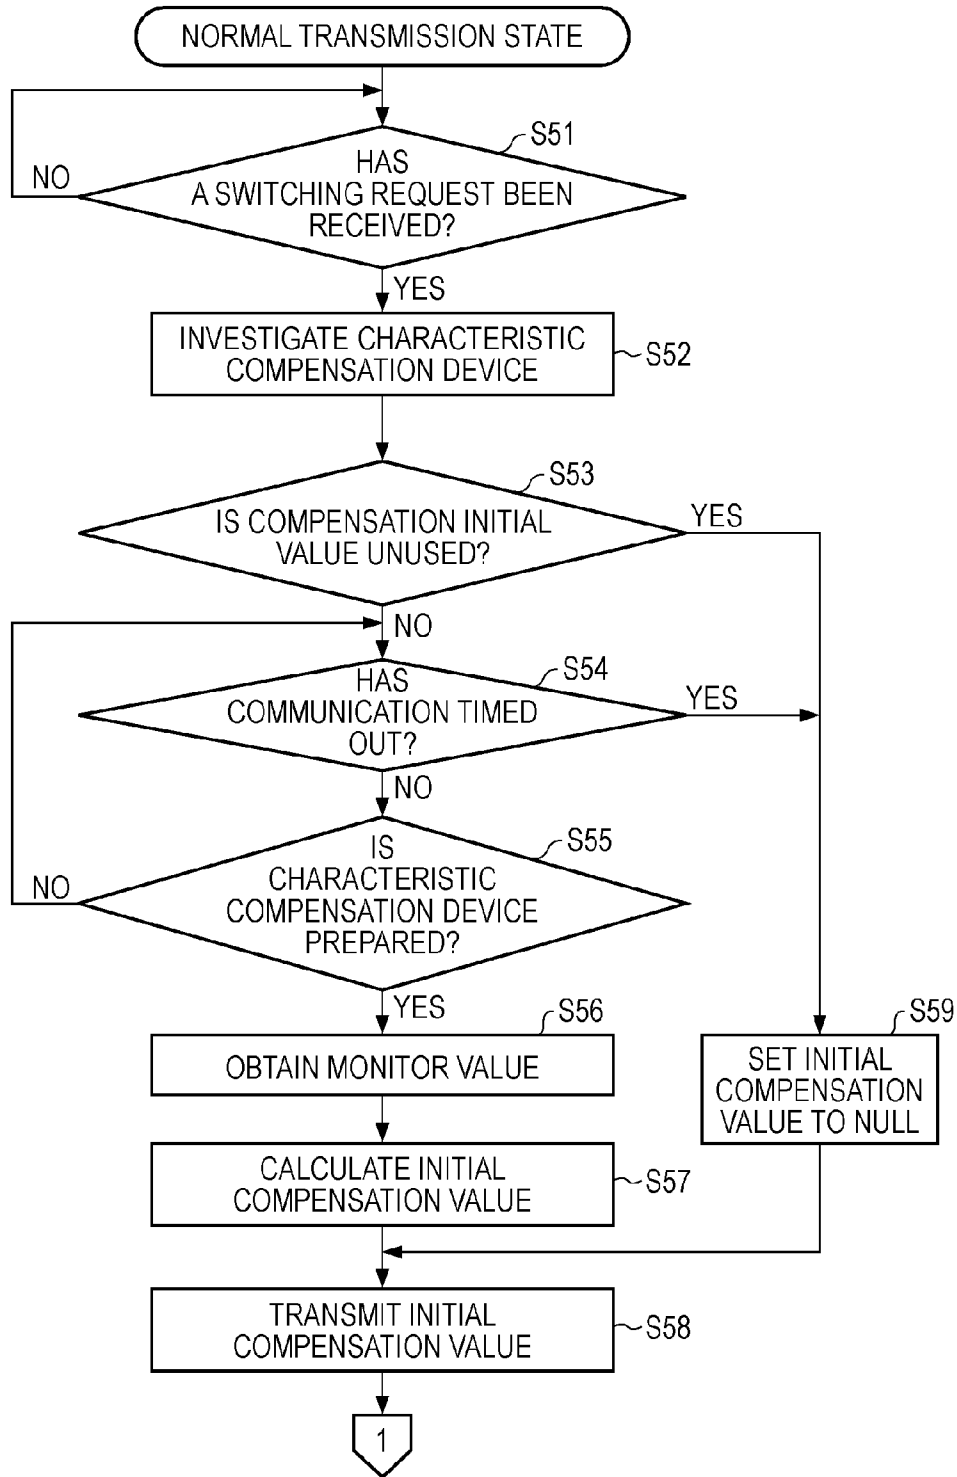 NORMAL TRANSMISSION STATE
S51
HAS
A SWITCHING REQUEST BEEN
RECEIVED?
NO
YES
INVESTIGATE CHARACTERISTIC
COMPENSATION DEVICE
S52
S53
IS COMPENSATION INITIAL
VALUE UNUSED?
YES
NO
S54
HAS
COMMUNICATION TIMED
OUT?
YES
NO
S55
IS
CHARACTERISTIC
COMPENSATION DEVICE
PREPARED?
NO
YES
S56
OBTAIN MONITOR VALUE
S59
SET INITIAL
COMPENSATION
VALUE TO NULL
CALCULATE INITIAL
COMPENSATION VALUE
S57
TRANSMIT INITIAL
COMPENSATION VALUE
S58
1